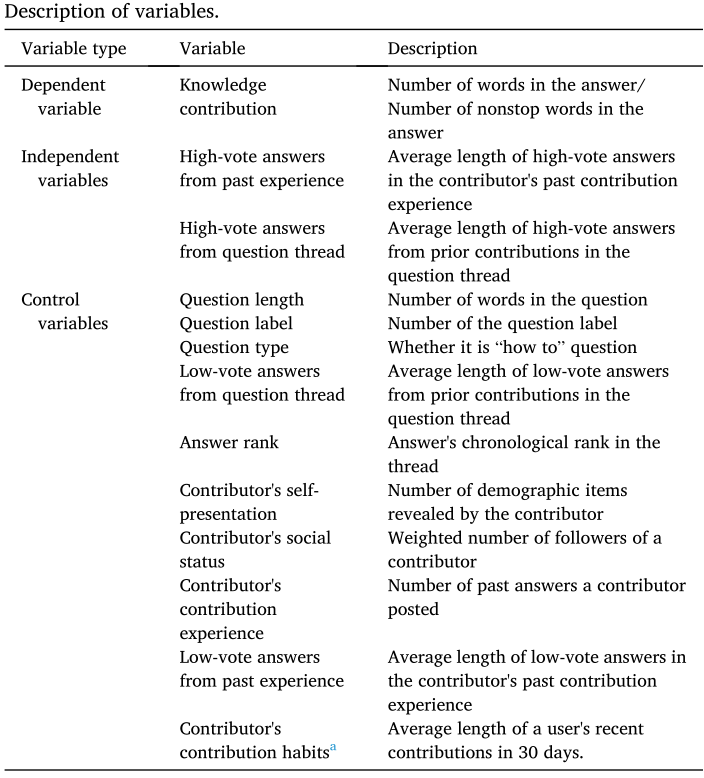 Description of variables.
Variable type Variable Description
Dependent Knowledge Number of words in the answer/
variable contribution Number of nonstop words in the
answer
Independent High-vote answers Average length of high-vote answers
variables from past experience in the contributor's past contribution
experience
High-vote answers Average length of high-vote answers
from question thread from prior contributions in the
question thread
Control Question length Number of words in the question
variables Question label Number of the question label
Question type Whether it is “how to” question
Low-vote answers Average length of low-vote answers
from question thread from prior contributions in the
question thread
Answer rank Answer's chronological rank in the
thread
Contributor's self- Number of demographic items
presentation revealed by the contributor
Contributor's social Weighted number of followers of a
status contributor
Contributor's Number of past answers a contributor
contribution posted
experience
Low-vote answers Average length of low-vote answers in
from past experience the contributor's past contribution
experience
Contributor's Average length of a user's recent
contribution habitsa contributions in 30 days.